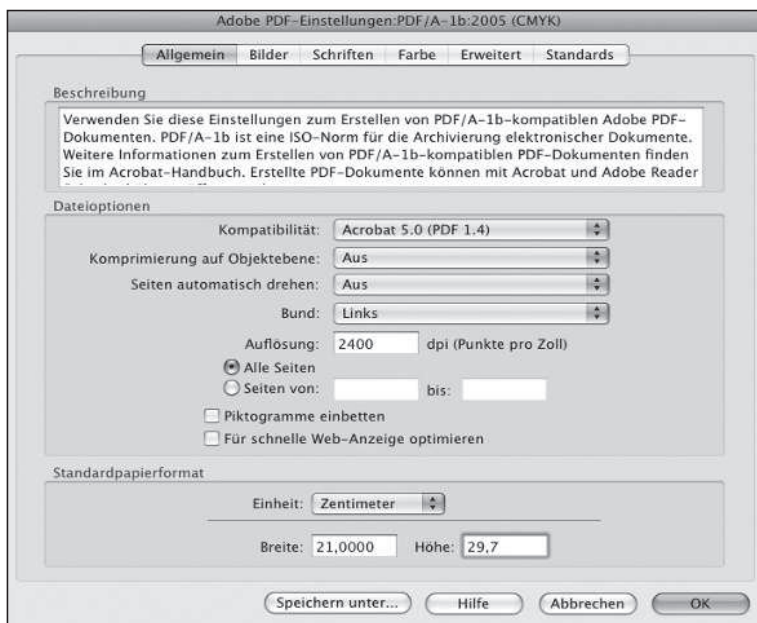 Adobe PDF-Einstellungen:PDF/A-1b:2005 (CMYK)
Allgemein Bilder Schriften Farbe Erweitert Standards
Beschreibung
Verwenden Sie diese Einstellungen zum Erstellen von PDF/A-1b-kompatiblen Adobe PDF-
Dokumenten. PDF/A-1b ist eine ISO-Norm für die Archivierung elektronischer Dokumente.
Weitere Informationen zum Erstellen von PDF/A-1b-kompatiblen PDF-Dokumenten finden
Sie im Acrobat-Handbuch. Erstellte PDF-Dokumente können mit Acrobat und Adobe Reader
Dateioptionen
Kompatibilität: Acrobat 5.0 (PDF 1.4)
Komprimierung auf Objektebene: Aus
Seiten automatisch drehen: Aus
Bund: Links
Auflösung: 2400 dpi (Punkte pro Zoll)
Alle Seiten
Seiten von: bis:
Piktogramme einbetten
Für schnelle Web-Anzeige optimieren
Standardpapierformat
Einheit: Zentimeter
Breite: 21,0000 Höhe: 29,7
Speichern unter... Hilfe Abbrechen OK